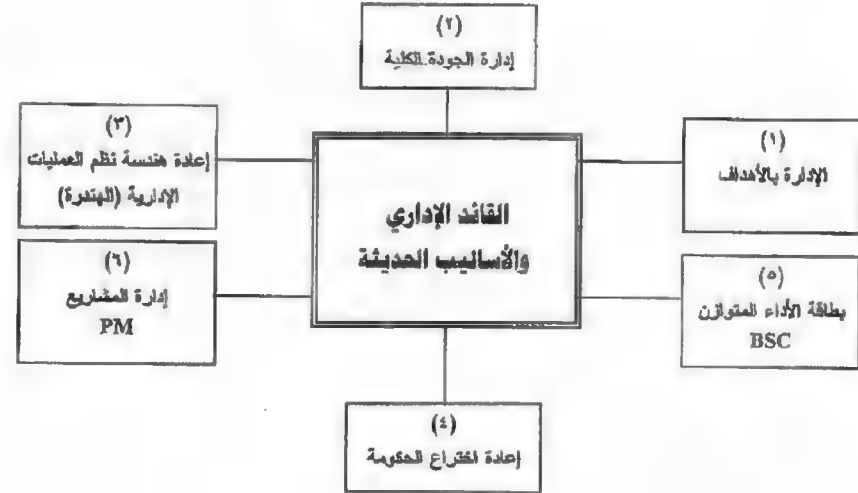 (٢)
إدارة الجودة الكلية
(١)
الإدارة بالأهداف
(٣)
إعادة هندسة نظم العمليات
الإدارية (الهندرة)
القائد الإداري
والأساليب الحديثة
(٥)
بطاقة الأداء المتوازن
BSC
(٦)
إدارة المشاريع
PM
(٤)
إعادة اختراع الحكومة